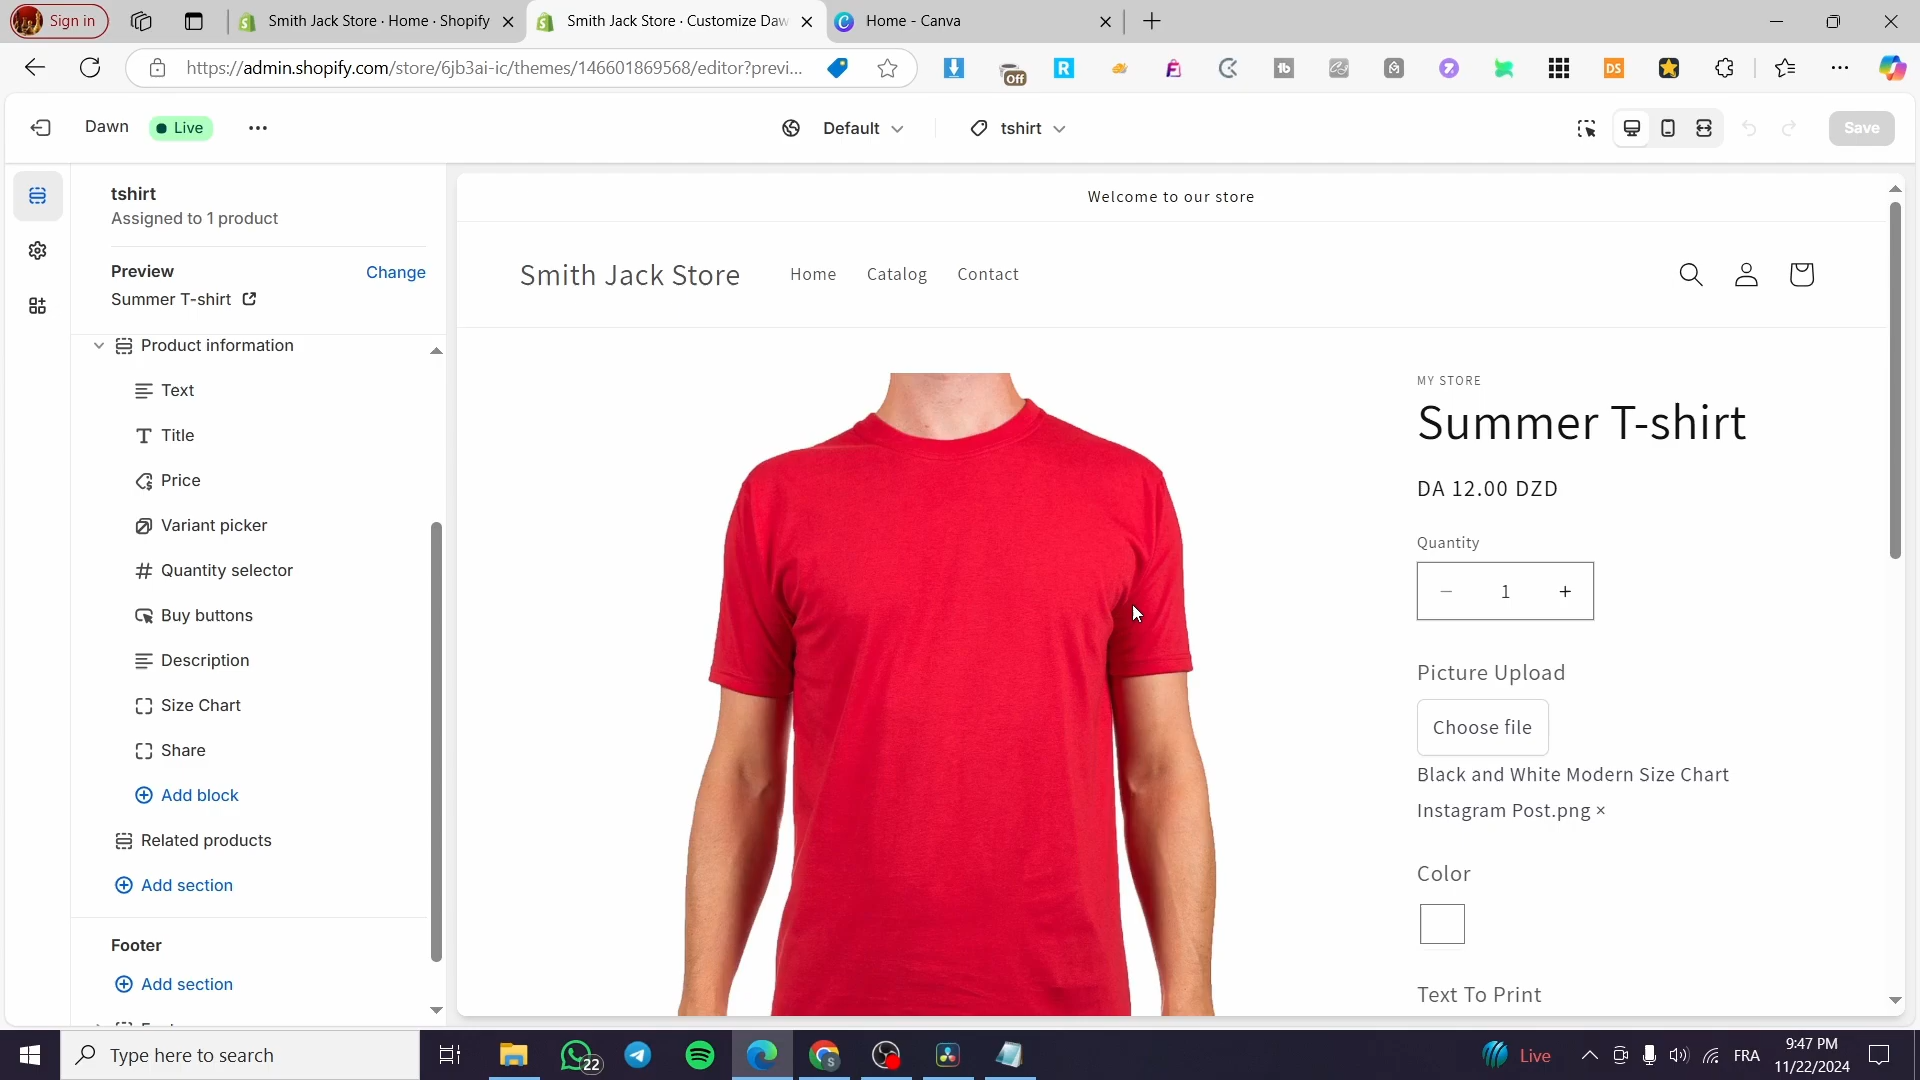 Sign in
Smith Jack Store · Home · Shopify
Smith Jack Store · Customize Daw
Home - Canva
https://admin.shopify.com/store/6jb3ai-ic/themes/146601869568/editor?previ...
Off
R
tb
DS
Dawn
Live
Default
tshirt
Save
tshirt
Assigned to 1 product
Preview
Change
Summer T-shirt
Product information
Text
Title
Price
Variant picker
Quantity selector
Buy buttons
Description
Size Chart
Share
Add block
Related products
Add section
Footer
Add section
Welcome to our store
Smith Jack Store
Home
Catalog
Contact
MY STORE
Summer T-shirt
DA 12.00 DZD
Quantity
1
Picture Upload
Choose file
Black and White Modern Size Chart
Instagram Post.png ×
Color
Text To Print
Type here to search
22
Live
FRA
9:47 PM
11/22/2024